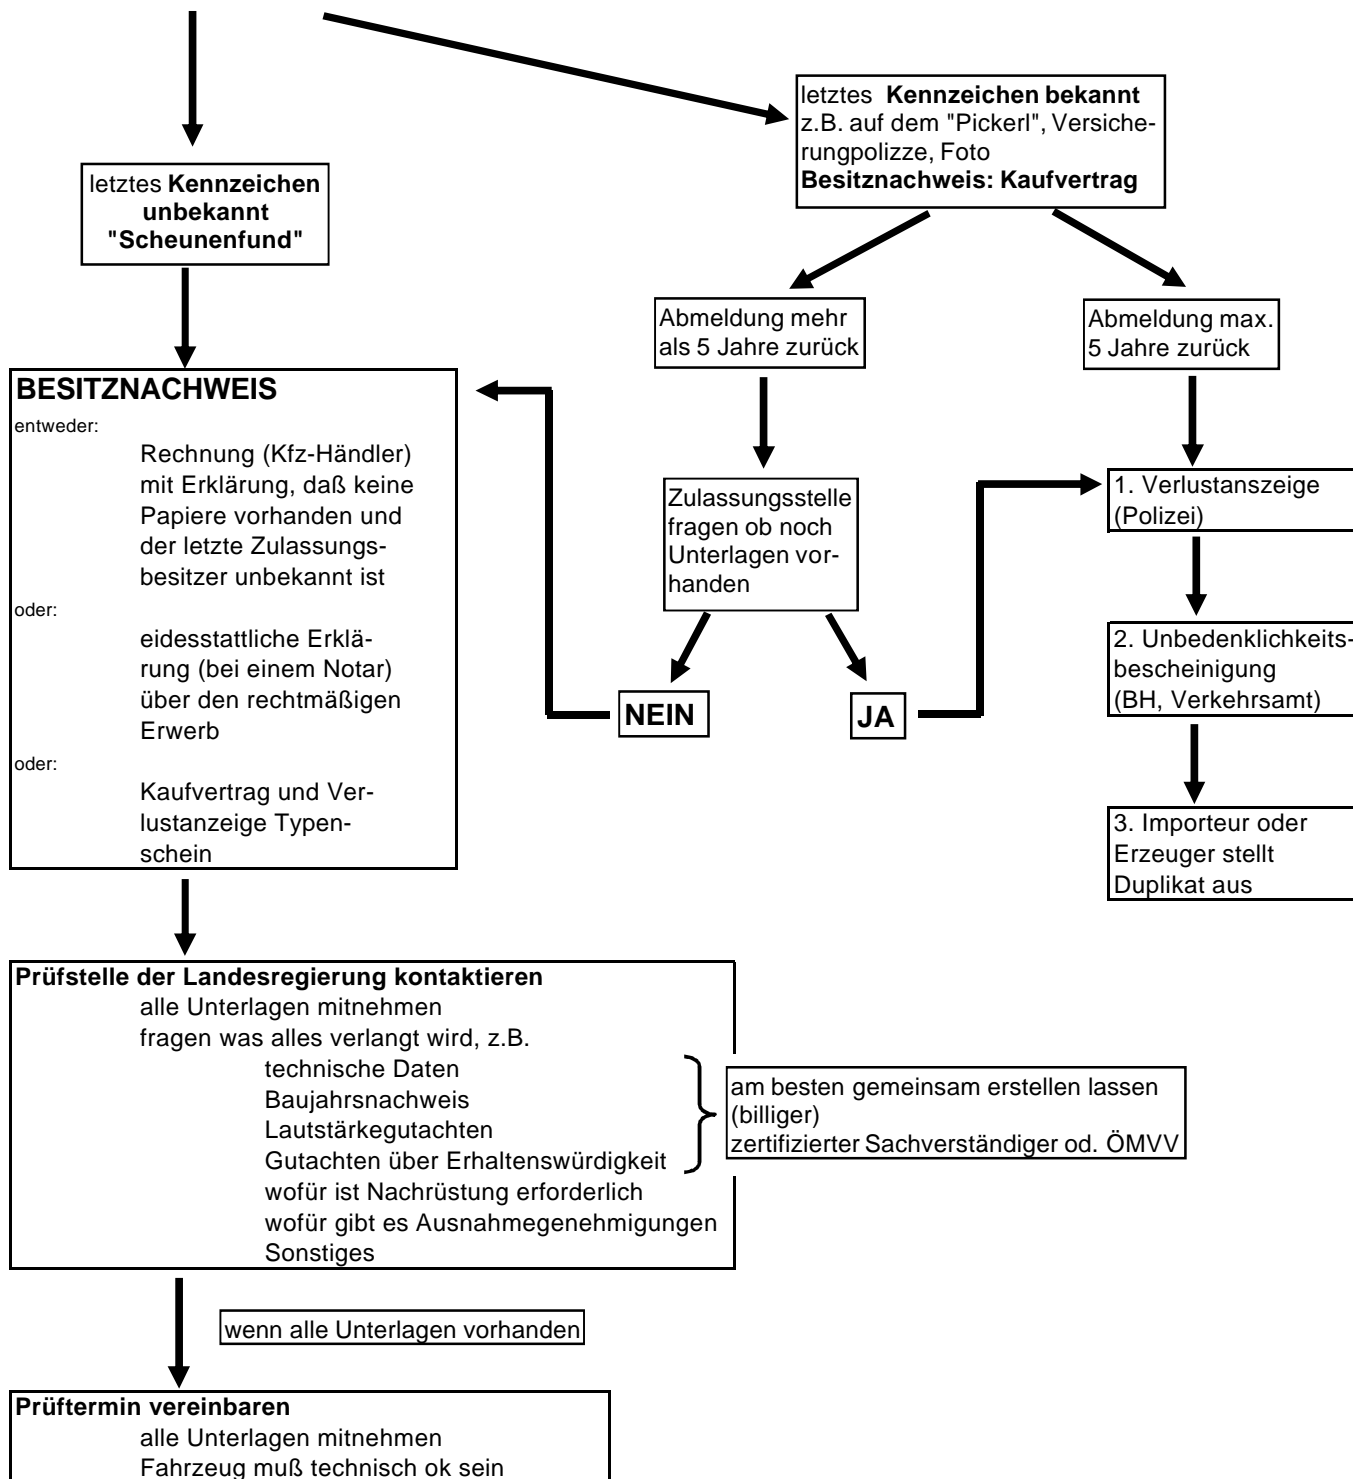 letztes Kennzeichen bekannt
z.B. auf dem "Pickerl", Versiche-
rungpolizze, Foto
Besitznachweis: Kaufvertrag
letztes Kennzeichen
unbekannt
"Scheunenfund"
Abmeldung mehr
als 5 Jahre zurück
Abmeldung max.
5 Jahre zurück
BESITZNACHWEIS
entweder:
Rechnung (Kfz-Händler)
mit Erklärung, daß keine
Papiere vorhanden und
der letzte Zulassungs-
besitzer unbekannt ist
oder:
eidesstattliche Erklä-
rung (bei einem Notar)
über den rechtmäßigen
Erwerb
oder:
Kaufvertrag und Ver-
lustanzeige Typen-
schein
Zulassungsstelle
fragen ob noch
Unterlagen vor-
handen
NEIN
JA
1. Verlustanszeige
(Polizei)
2. Unbedenklichkeits-
bescheinigung
(BH, Verkehrsamt)
3. Importeur oder
Erzeuger stellt
Duplikat aus
Prüfstelle der Landesregierung kontaktieren
alle Unterlagen mitnehmen
fragen was alles verlangt wird, z.B.
technische Daten
Baujahrsnachweis
Lautstärkegutachten
Gutachten über Erhaltenswürdigkeit
wofür ist Nachrüstung erforderlich
wofür gibt es Ausnahmegenehmigungen
Sonstiges
am besten gemeinsam erstellen lassen
(billiger)
zertifizierter Sachverständiger od. ÖMVV
wenn alle Unterlagen vorhanden
Prüftermin vereinbaren
alle Unterlagen mitnehmen
Fahrzeug muß technisch ok sein